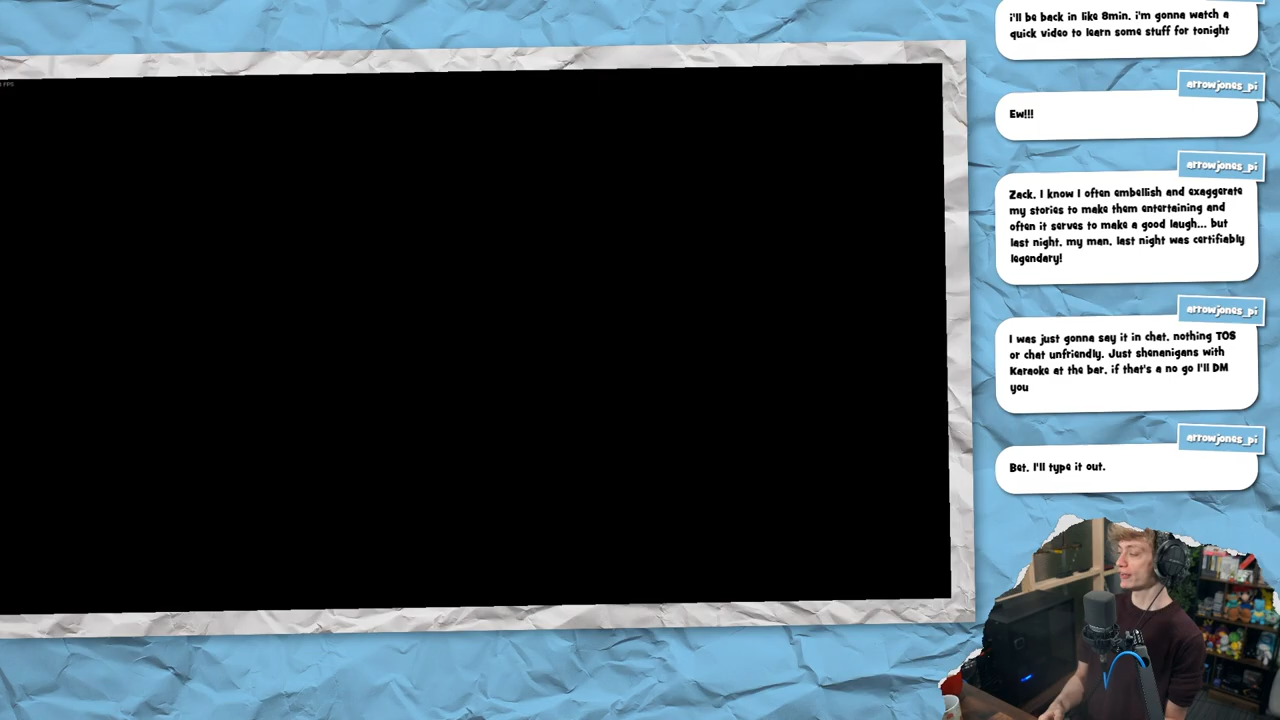 FPS
i'll be back in like 8min. i'm gonna watch a
quick video to learn some stuff for tonight
arrowjones_pi
Ew!!!
arrowjones_pi
Zack. I know I often embellish and exaggerate
my stories to make them entertaining and
often it serves to make a good laugh... but
last night. my man. last night was certifiably
legendary!
arrowjones_pi
I was just gonna say it in chat. nothing TOS
or chat unfriendly. Just shenanigans with
Karaoke at the bar. if that's a no go I'll DM
you
arrowjones_pi
Bet. I'll type it out.